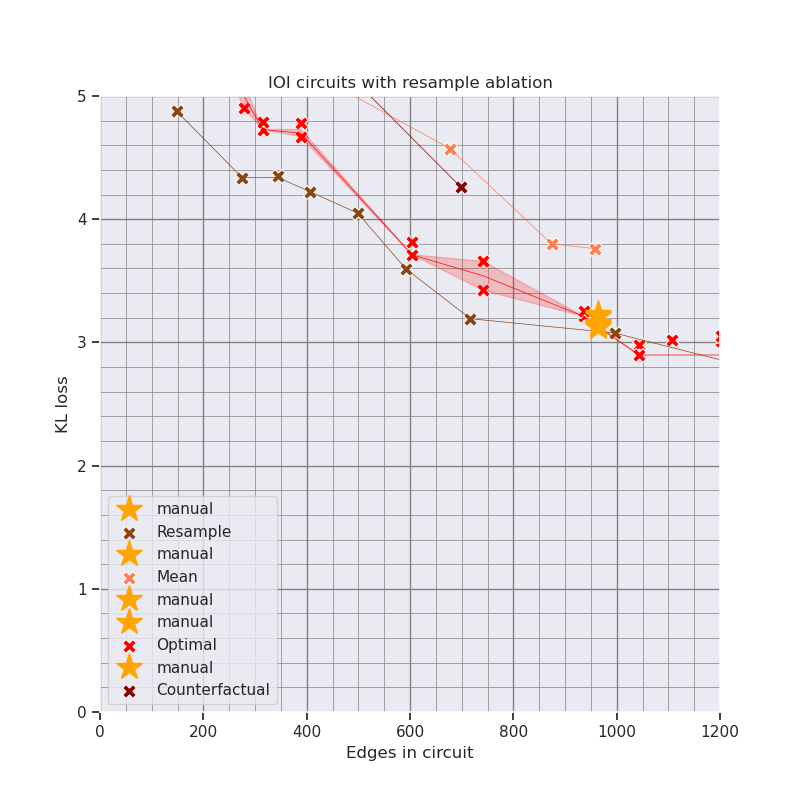 IOI circuits with resample ablation
5
4
3
2
1
0
KL loss
manual
Resample
manual
Mean
manual
manual
Optimal
manual
Counterfactual
0 200 400 600 800 1000 1200
Edges in circuit